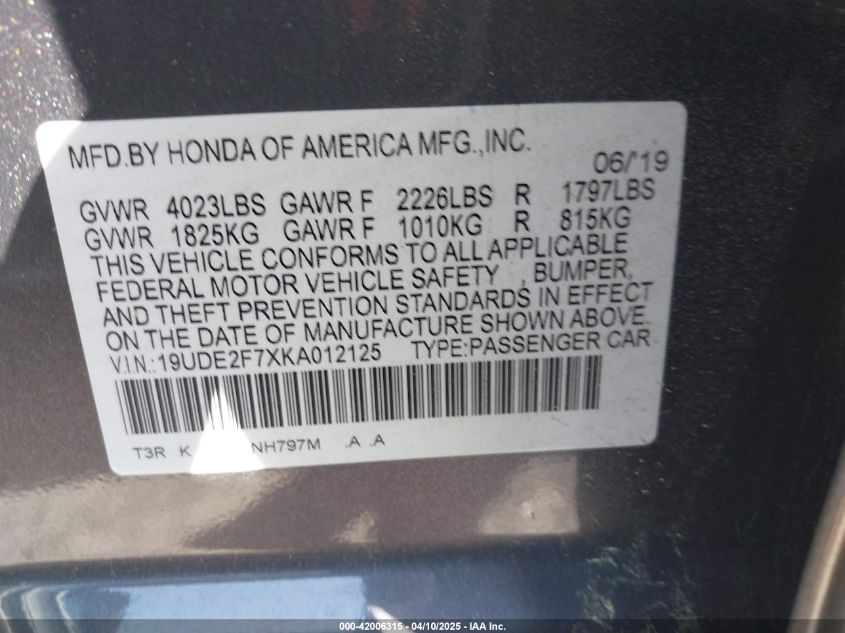 MFD.BY HONDA OF AMERICA MFG.,INC. 06/'19
GVWR 4023LBS GAWR F 2226LBS R 1797LBS
GVWR 1825KG GAWR F 1010KG R 815KG
THIS VEHICLE CONFORMS TO ALL APPLICABLE
FEDERAL MOTOR VEHICLE SAFETY , BUMPER,
AND THEFT PREVENTION STANDARDS IN EFFECT
ON THE DATE OF MANUFACTURE SHOWN ABOVE.
V.I.N.:19UDE2F7XKA012125 TYPE:PASSENGER CAR
T3R K NH797M .A .A
000-42006315 - 04/10/2025 - IAA Inc.